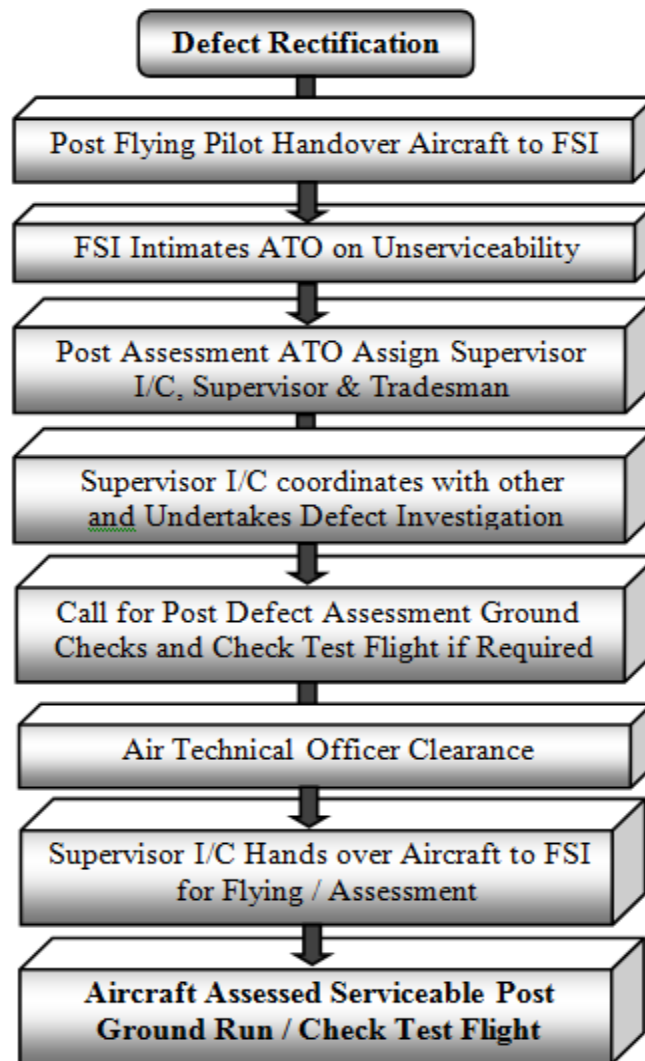 Defect Rectification
Post Flying Pilot Handover Aircraft to FSI
FSI Intimates ATO on Unserviceability
Post Assessment ATO Assign Supervisor
I/C, Supervisor & Tradesman
Supervisor I/C coordinates with other
and Undertakes Defect Investigation
Call for Post Defect Assessment Ground
Checks and Check Test Flight if Required
Air Technical Officer Clearance
Supervisor I/C Hands over Aircraft to FSI
for Flying / Assessment
Aircraft Assessed Serviceable Post
Ground Run / Check Test Flight